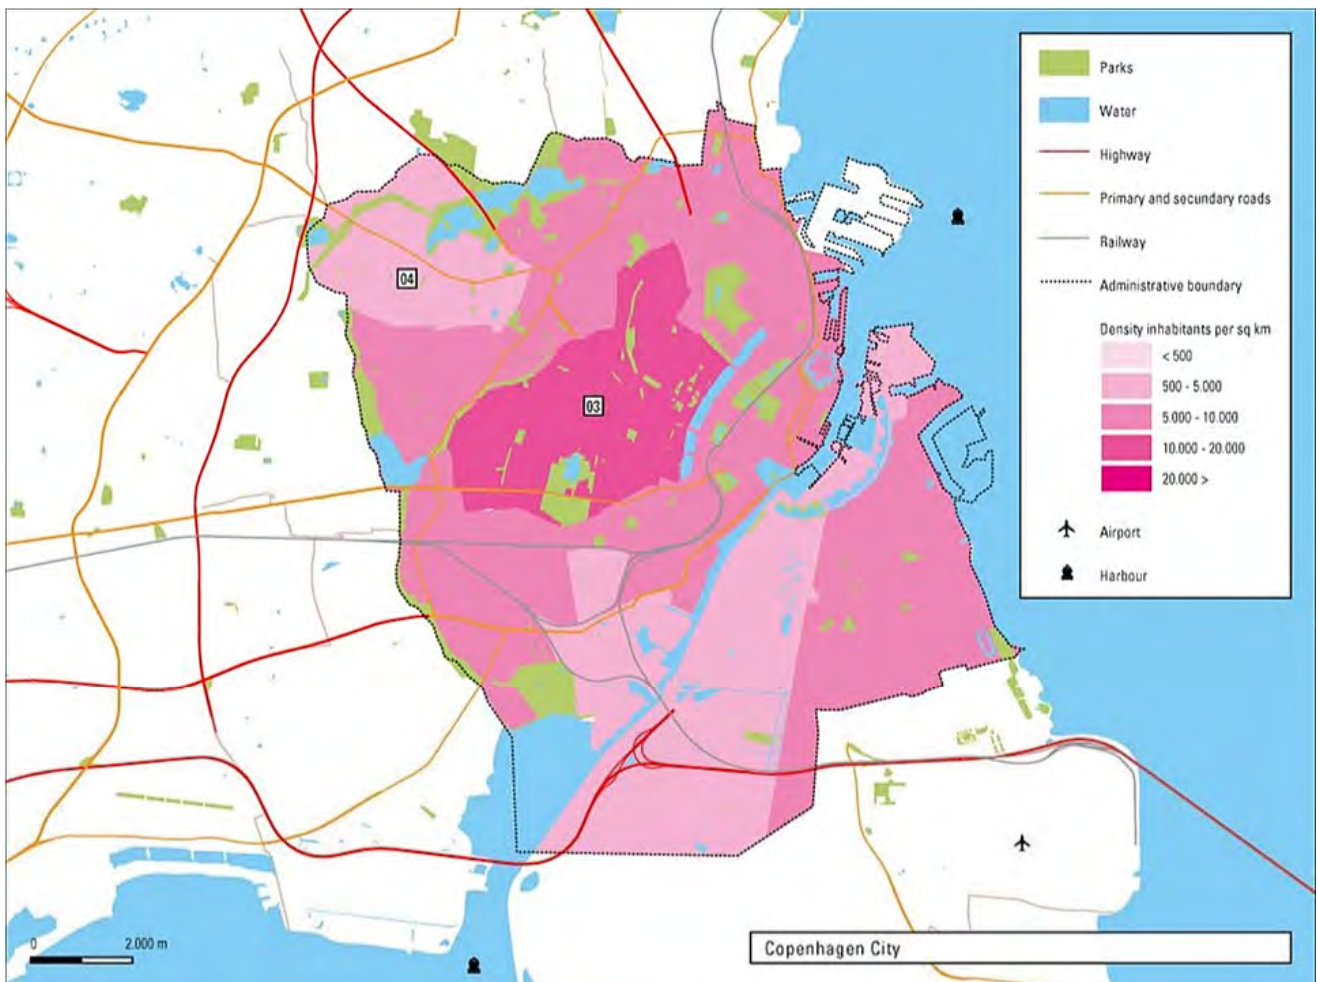 Parks
Water
Highway
Primary and secundary roads
Railway
Administrative boundary
Density inhabitants per sq km
< 500
500 - 5.000
5.000 - 10.000
10.000 - 20.000
20.000 >
Airport
Harbour
04
03
0 2.000 m
Copenhagen City